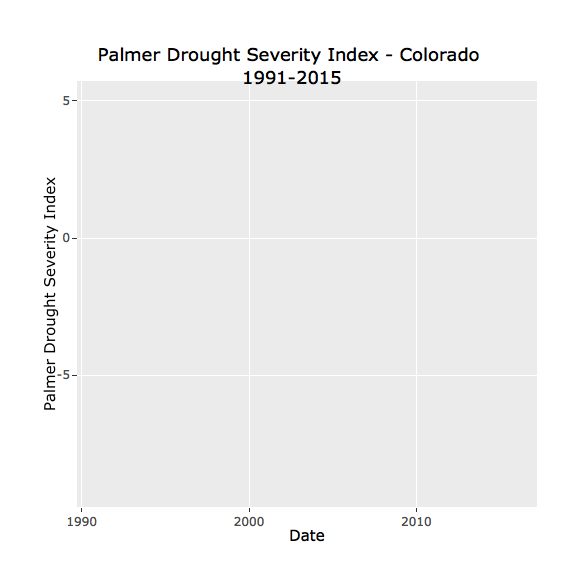 Palmer Drought Severity Index - Colorado
1991-2015
Palmer Drought Severity Index
5
0
-5
1990
2000
2010
Date